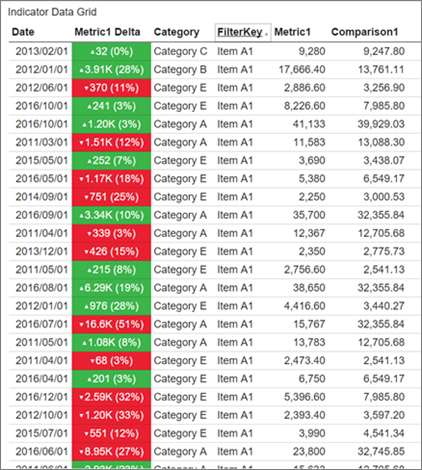 Indicator Data Grid
Date Metric1 Delta Category FilterKey ▲ Metric1 Comparison1
2013/02/01 ▲32 (0%) Category C Item A1 9,280 9,247.80
2012/01/01 ▲3.91K (28%) Category B Item A1 17,666.40 13,761.11
2012/06/01 ▼370 (11%) Category E Item A1 2,886.60 3,256.90
2016/10/01 ▲241 (3%) Category E Item A1 8,226.60 7,985.80
2016/10/01 ▲1.20K (3%) Category A Item A1 41,133 39,929.03
2011/03/01 ▼1.51K (12%) Category A Item A1 11,583 13,088.30
2015/05/01 ▲252 (7%) Category E Item A1 3,690 3,438.07
2016/05/01 ▼1.17K (18%) Category E Item A1 5,380 6,549.17
2014/09/01 ▼751 (25%) Category E Item A1 2,250 3,000.53
2016/09/01 ▲3.34K (10%) Category A Item A1 35,700 32,355.84
2011/04/01 ▼339 (3%) Category A Item A1 12,367 12,705.68
2013/12/01 ▼426 (15%) Category E Item A1 2,350 2,775.73
2011/05/01 ▲215 (8%) Category E Item A1 2,756.60 2,541.13
2016/08/01 ▲6.29K (19%) Category A Item A1 38,650 32,355.84
2012/01/01 ▲976 (28%) Category E Item A1 4,416.60 3,440.27
2016/07/01 ▼16.6K (51%) Category A Item A1 15,767 32,355.84
2011/05/01 ▲1.08K (8%) Category A Item A1 13,783 12,705.68
2011/04/01 ▼68 (3%) Category E Item A1 2,473.40 2,541.13
2016/04/01 ▲201 (3%) Category E Item A1 6,750 6,549.17
2016/12/01 ▼2.59K (32%) Category E Item A1 5,396.60 7,985.80
2012/10/01 ▼1.20K (33%) Category E Item A1 2,393.40 3,597.20
2015/07/01 ▼551 (12%) Category E Item A1 3,990 4,541.34
2016/06/01 ▼8.95K (27%) Category A Item A1 23,800 32,745.85